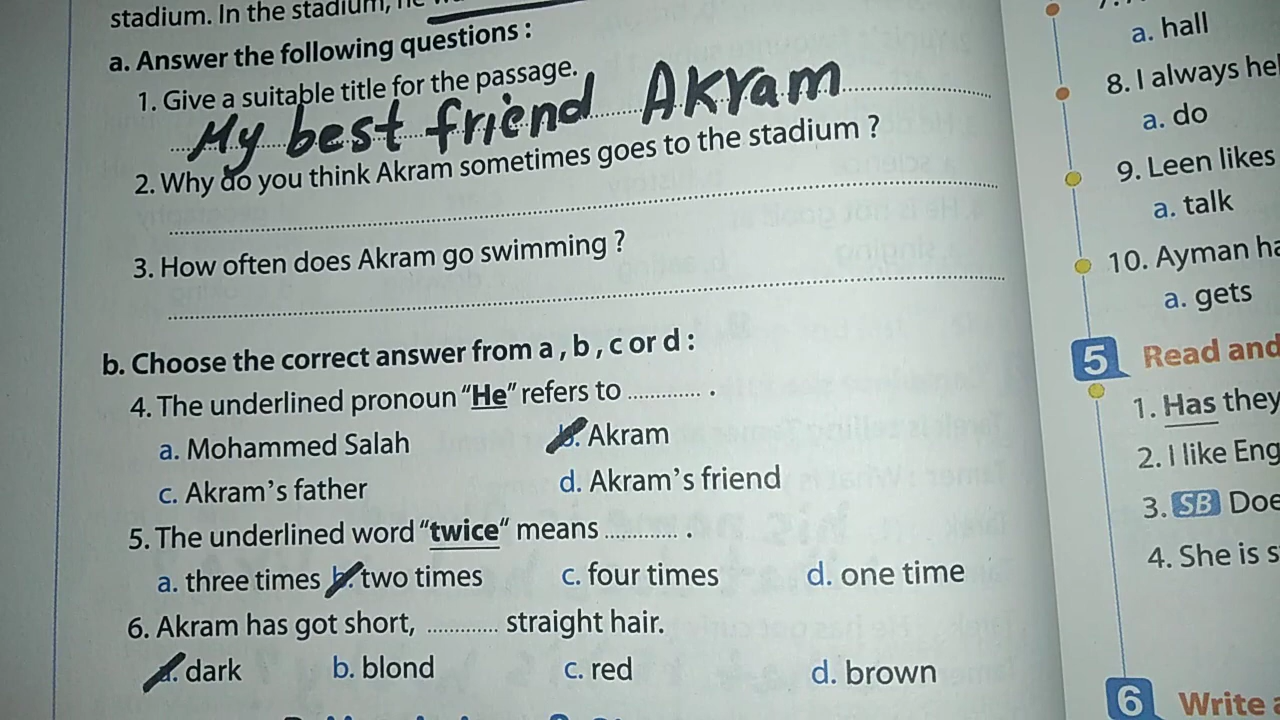 stadium. In the stadium, he
a. Answer the following questions :
1. Give a suitable title for the passage.
My best friend Akram
2. Why do you think Akram sometimes goes to the stadium ?
3. How often does Akram go swimming ?
b. Choose the correct answer from a , b , c or d :
4. The underlined pronoun “He” refers to ............. .
a. Mohammed Salah
b. Akram
c. Akram’s father
d. Akram’s friend
5. The underlined word “twice“ means ............. .
a. three times b. two times c. four times d. one time
6. Akram has got short, ............. straight hair.
a. dark b. blond c. red d. brown
a. hall
8. I always hel
a. do
9. Leen likes
a. talk
10. Ayman ha
a. gets
5 Read and
1. Has they
2. I like Eng
3. SB Doe
4. She is s
6 Write a